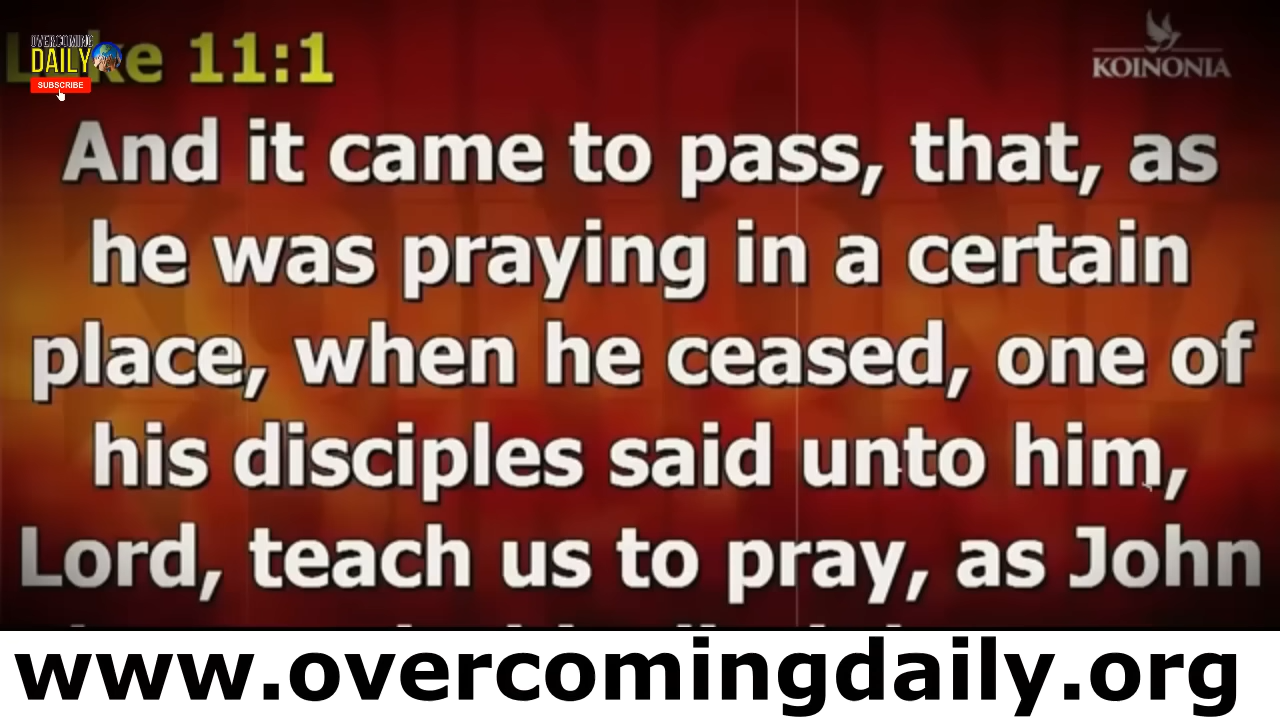 OVERCOMING
DAILY
SUBSCRIBE
Luke 11:1
KOINONIA
And it came to pass, that, as
he was praying in a certain
place, when he ceased, one of
his disciples said unto him,
Lord, teach us to pray, as John
www.overcomingdaily.org